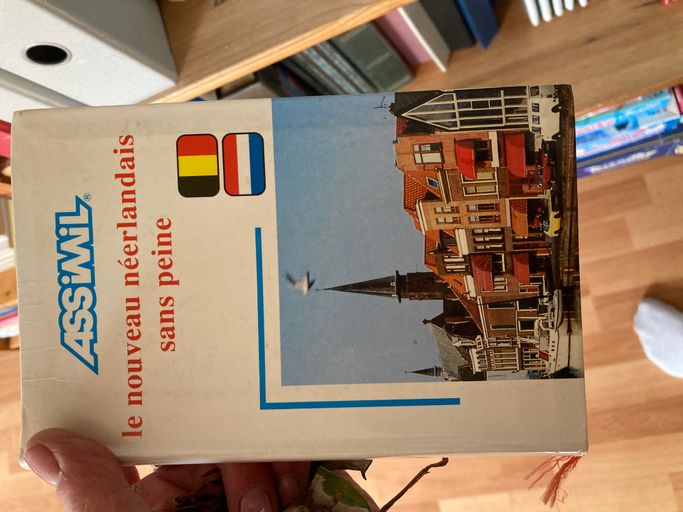 ASSiMiL®
le nouveau néerlandais
sans peine